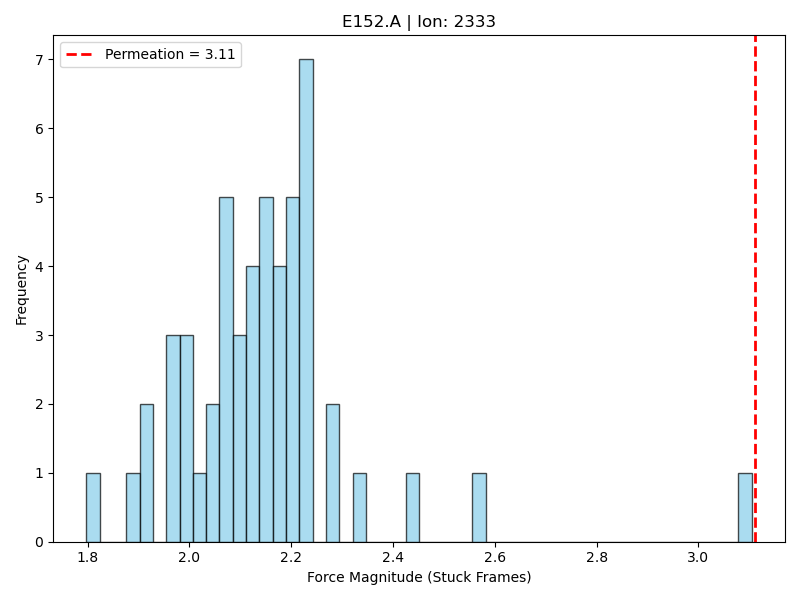 E152.A | Ion: 2333
Permeation = 3.11
7
6
5
4
3
2
1
0
Frequency
1.8 2.0 2.2 2.4 2.6 2.8 3.0
Force Magnitude (Stuck Frames)